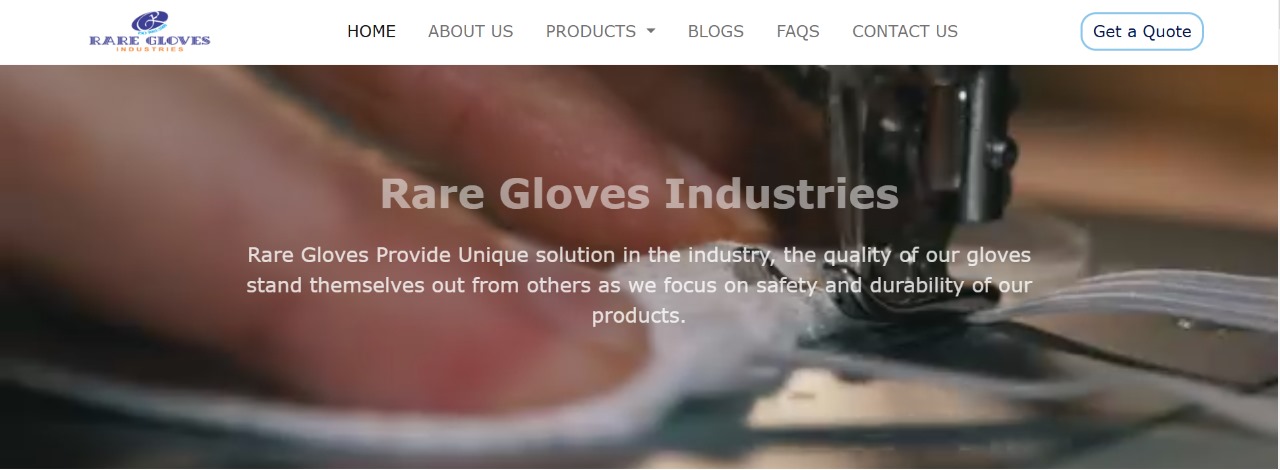 RARE GLOVES
INDUSTRIES
HOME ABOUT US PRODUCTS BLOGS FAQS CONTACT US Get a Quote
Rare Gloves Industries
Rare Gloves Provide Unique solution in the industry, the quality of our gloves
stand themselves out from others as we focus on safety and durability of our
products.